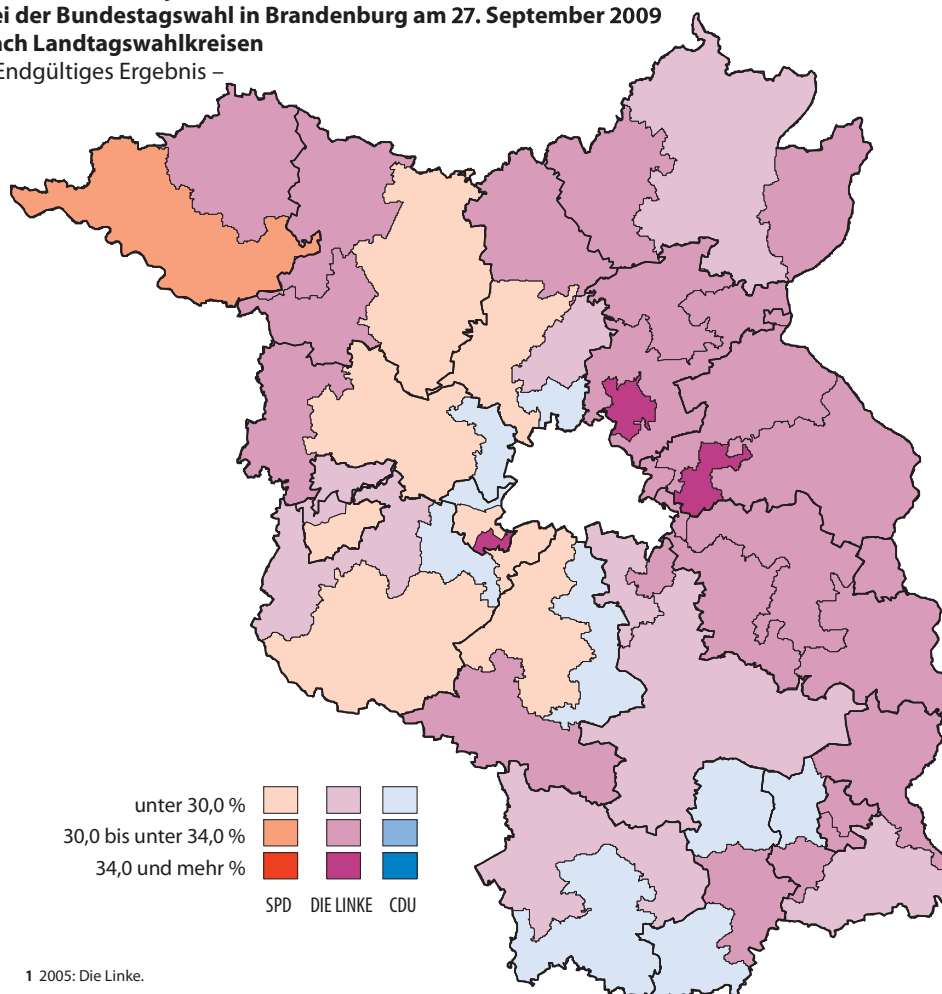 ei der Bundestagswahl in Brandenburg am 27. September 2009
ach Landtagswahlkreisen
Endgültiges Ergebnis –
unter 30,0 %
30,0 bis unter 34,0 %
34,0 und mehr %
SPD DIE LINKE CDU
1 2005: Die Linke.